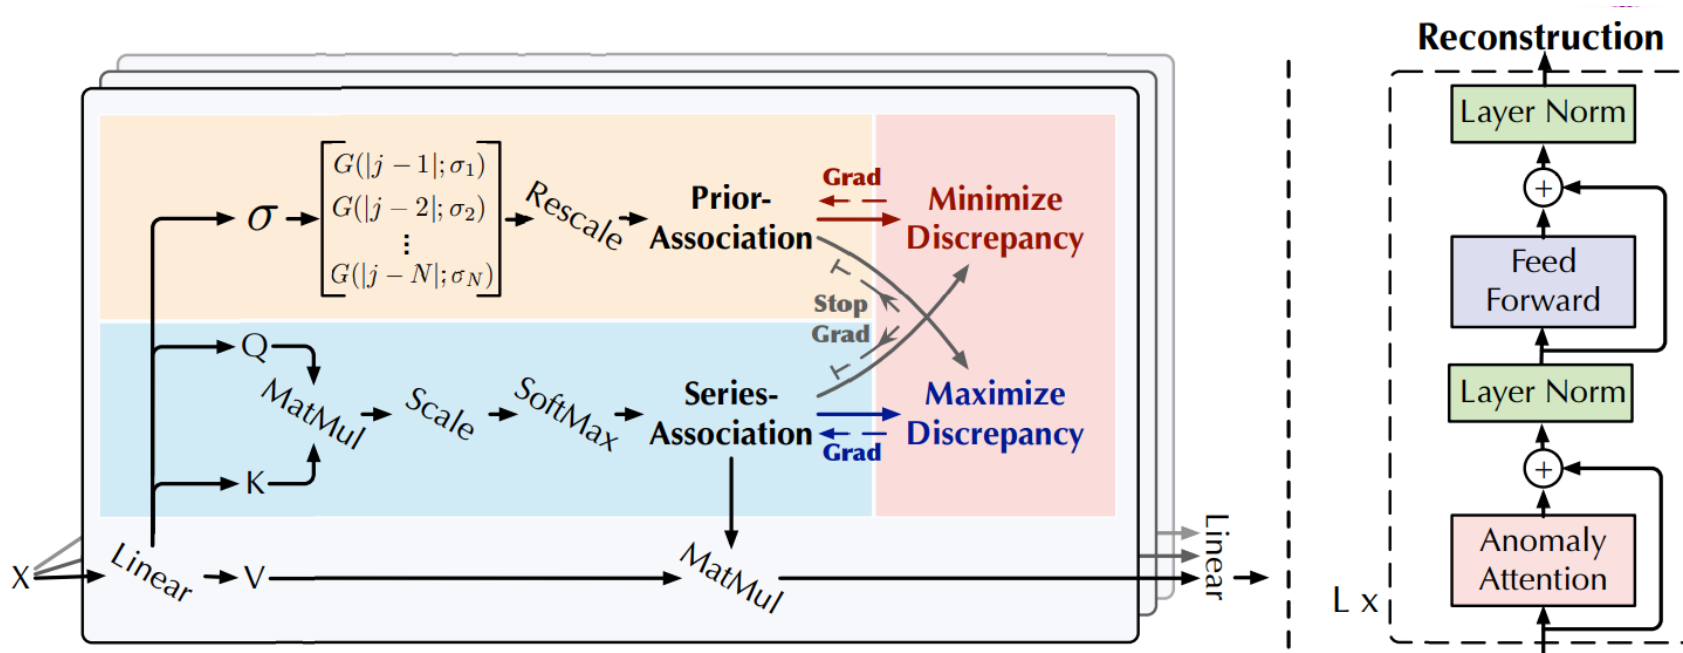 Reconstruction
Layer Norm
+
Feed
Forward
Layer Norm
+
Anomaly
Attention
L x
G(|j − 1|; σ₁)
G(|j − 2|; σ₂)
⋮
G(|j − N|; σ_N)
σ
Rescale
Prior-
Association
Grad
Minimize
Discrepancy
Stop
Grad
Q
MatMul
K
Scale
SoftMax
Series-
Association
Grad
Maximize
Discrepancy
X
Linear
V
MatMul
Linear